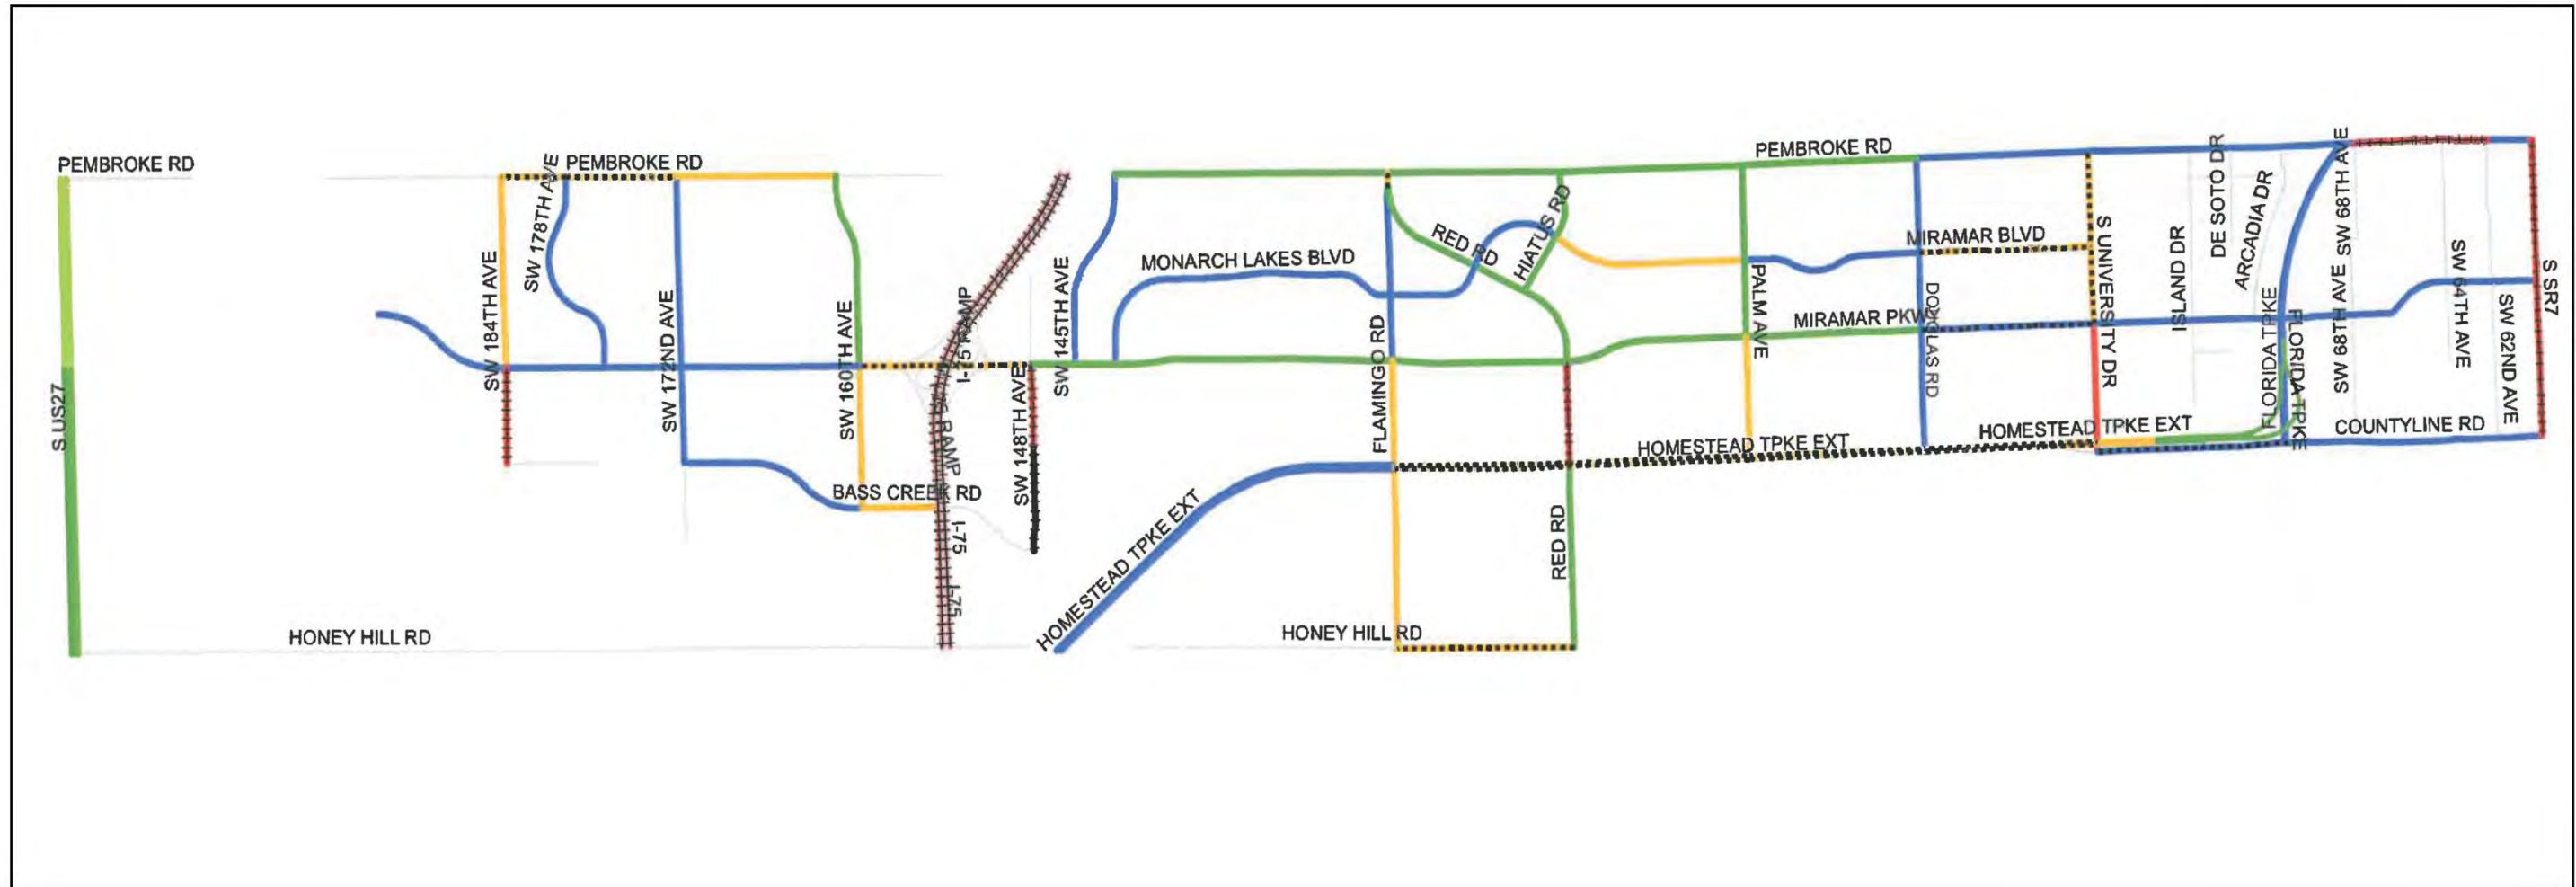 PEMBROKE RD
S US27
HONEY HILL RD
SW 184TH AVE
SW 178TH AVE
PEMBROKE RD
SW 172ND AVE
SW 160TH AVE
BASS CREEK RD
I-75 RAMP
RAMP
I-75
I-75
SW 148TH AVE
SW 145TH AVE
MONARCH LAKES BLVD
HOMESTEAD TPKE EXT
FLAMINGO RD
HONEY HILL RD
RED RD
HIATUS RD
RED RD
PEMBROKE RD
PALM AVE
MIRAMAR BLVD
MIRAMAR PKWY
DOUGLAS RD
HOMESTEAD TPKE EXT
S UNIVERSITY DR
HOMESTEAD TPKE EXT
ISLAND DR
DE SOTO DR
ARCADIA DR
FLORIDA TPKE
FLORIDA TPKE
SW 68TH AVE
SW 68TH AVE
COUNTYLINE RD
SW 64TH AVE
SW 62ND AVE
S SR7